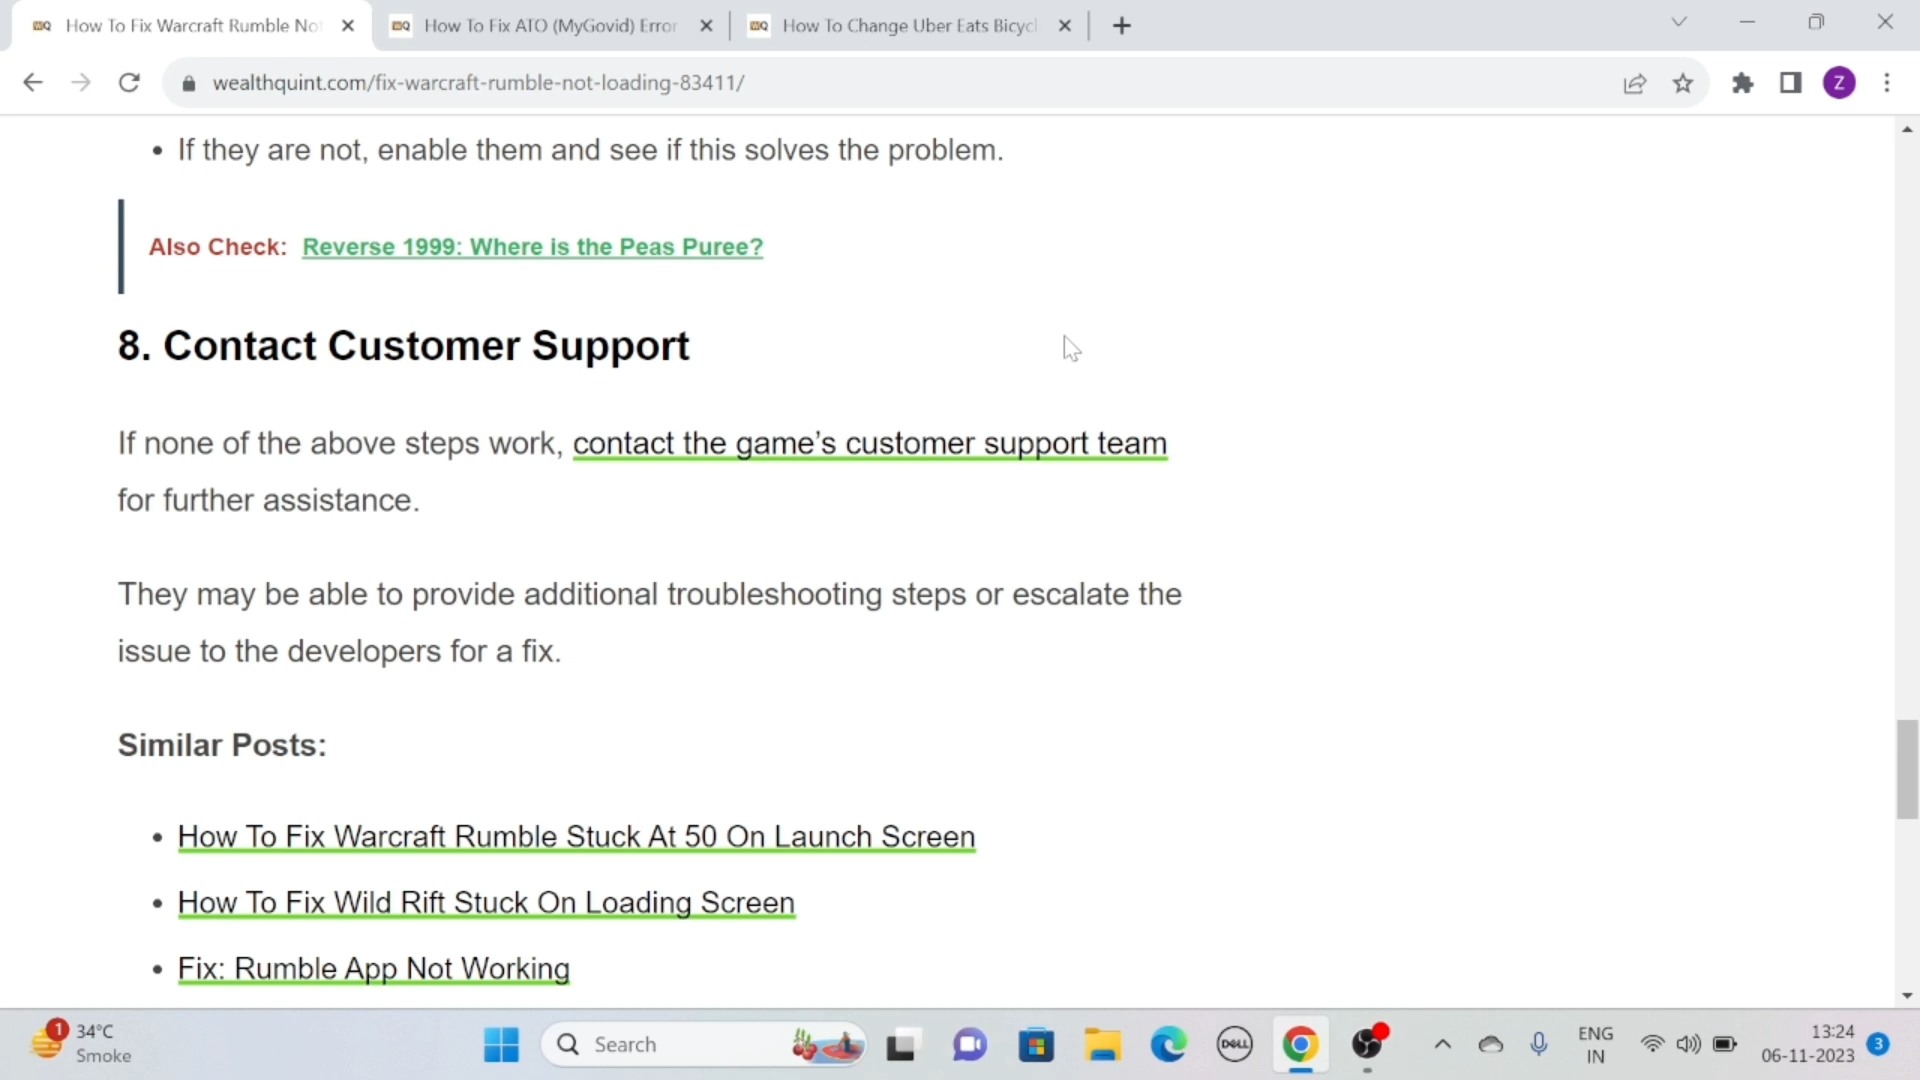 How To Fix Warcraft Rumble Not
How To Fix ATO (MyGovid) Error
How To Change Uber Eats Bicycl
wealthquint.com/fix-warcraft-rumble-not-loading-83411/
Z
• If they are not, enable them and see if this solves the problem.
Also Check: Reverse 1999: Where is the Peas Puree?
8. Contact Customer Support
If none of the above steps work, contact the game’s customer support team
for further assistance.
They may be able to provide additional troubleshooting steps or escalate the
issue to the developers for a fix.
Similar Posts:
• How To Fix Warcraft Rumble Stuck At 50 On Launch Screen
• How To Fix Wild Rift Stuck On Loading Screen
• Fix: Rumble App Not Working
1
34°C
Smoke
Search
DELL
ENG
IN
13:24
06-11-2023
3